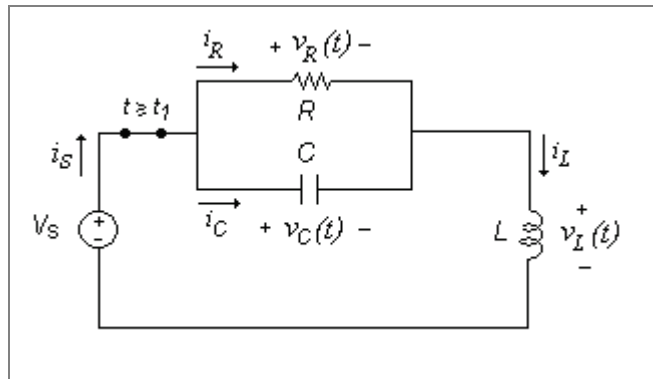 i_R + v_R(t) –
t ≥ t_1
R
C
i_S
i_L
i_C + v_C(t) –
V_S + –
L + v_L(t) –